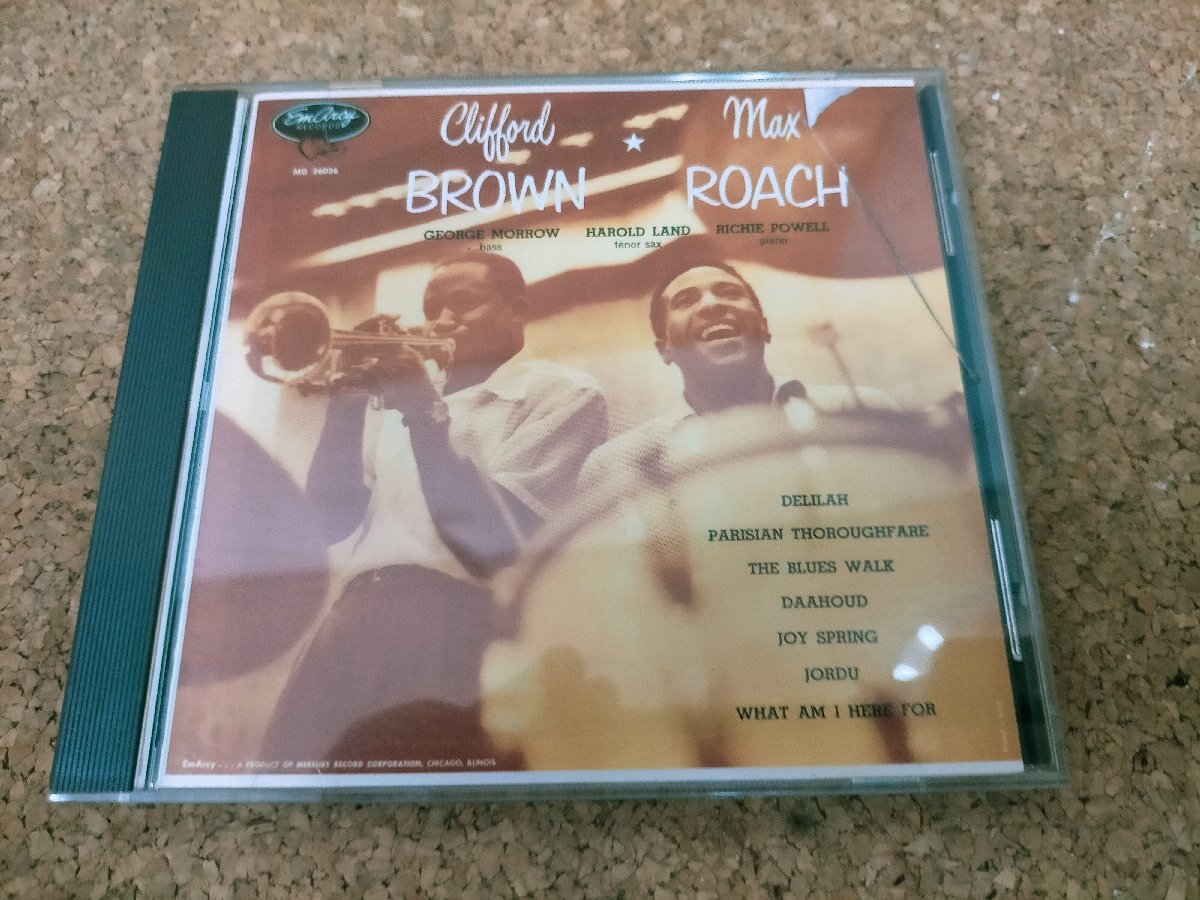 EmArcy
RECORDS
MG 36036
Clifford Max
BROWN ROACH
GEORGE MORROW HAROLD LAND RICHIE POWELL
bass tenor sax piano
DELILAH
PARISIAN THOROUGHFARE
THE BLUES WALK
DAAHOUD
JOY SPRING
JORDU
WHAT AM I HERE FOR
EmArcy . . . A PRODUCT OF MERCURY RECORD CORPORATION, CHICAGO, ILLINOIS